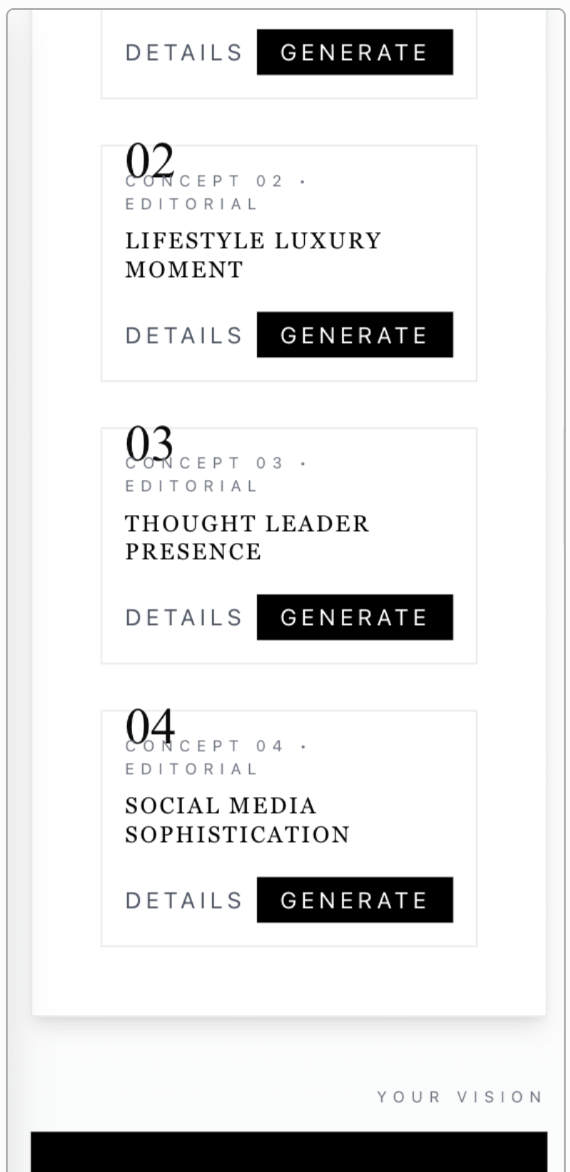 DETAILS GENERATE
02
CONCEPT 02 •
EDITORIAL
LIFESTYLE LUXURY
MOMENT
DETAILS GENERATE
03
CONCEPT 03 •
EDITORIAL
THOUGHT LEADER
PRESENCE
DETAILS GENERATE
04
CONCEPT 04 •
EDITORIAL
SOCIAL MEDIA
SOPHISTICATION
DETAILS GENERATE
YOUR VISION